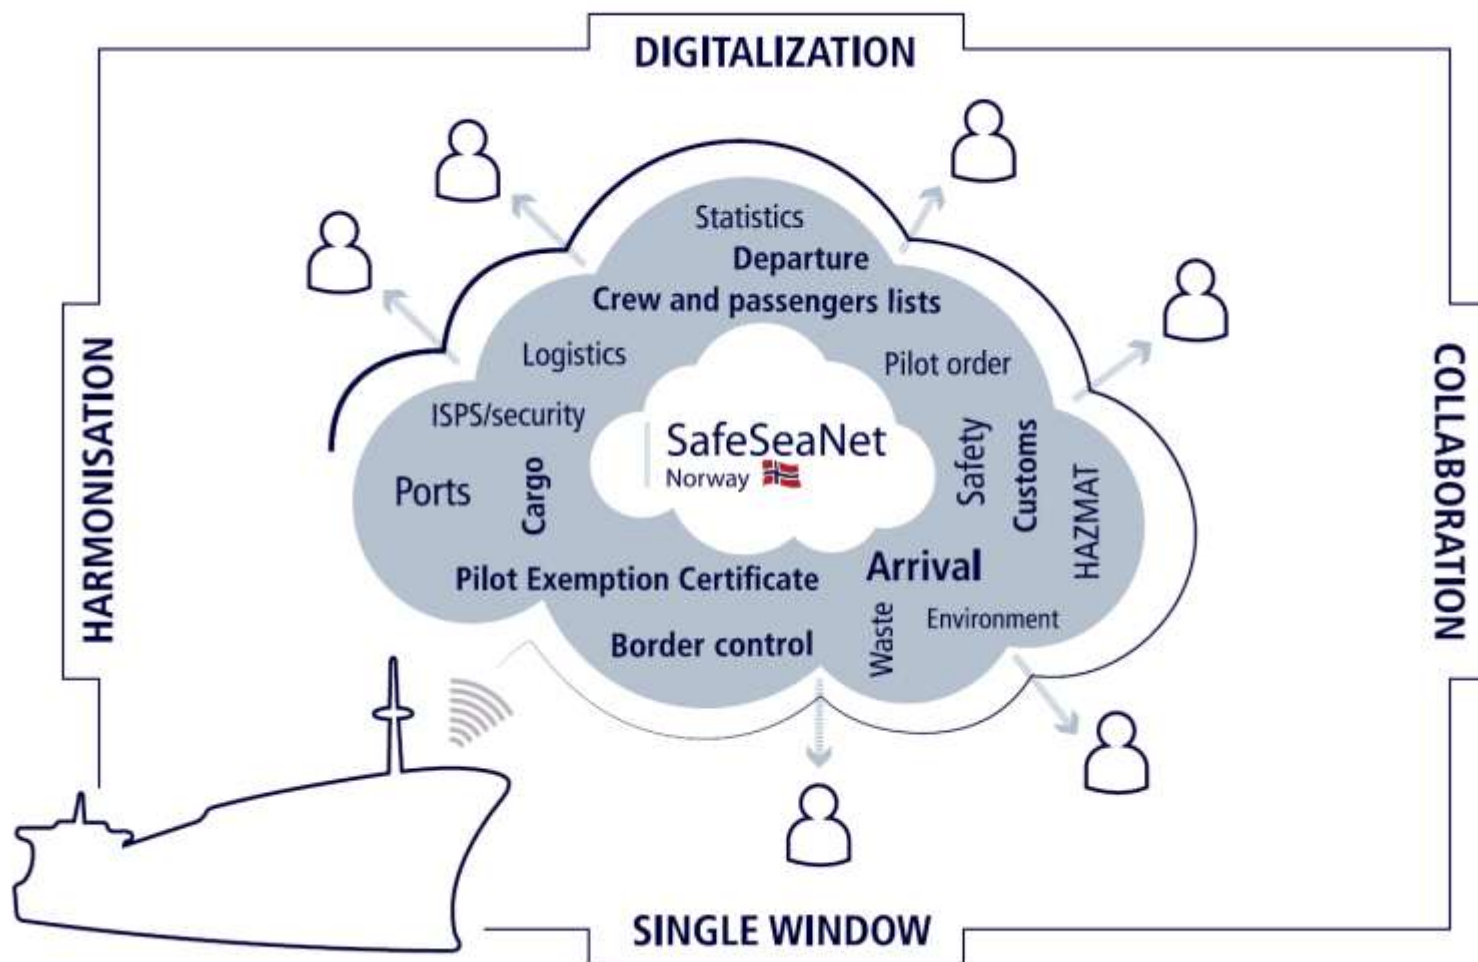 DIGITALIZATION
Statistics
Departure
Crew and passengers lists
Logistics
Pilot order
ISPS/security
HARMONISATION
COLLABORATION
SafeSeaNet
Norway
Ports
Cargo
Safety
Customs
HAZMAT
Pilot Exemption Certificate
Arrival
Environment
Waste
Border control
SINGLE WINDOW